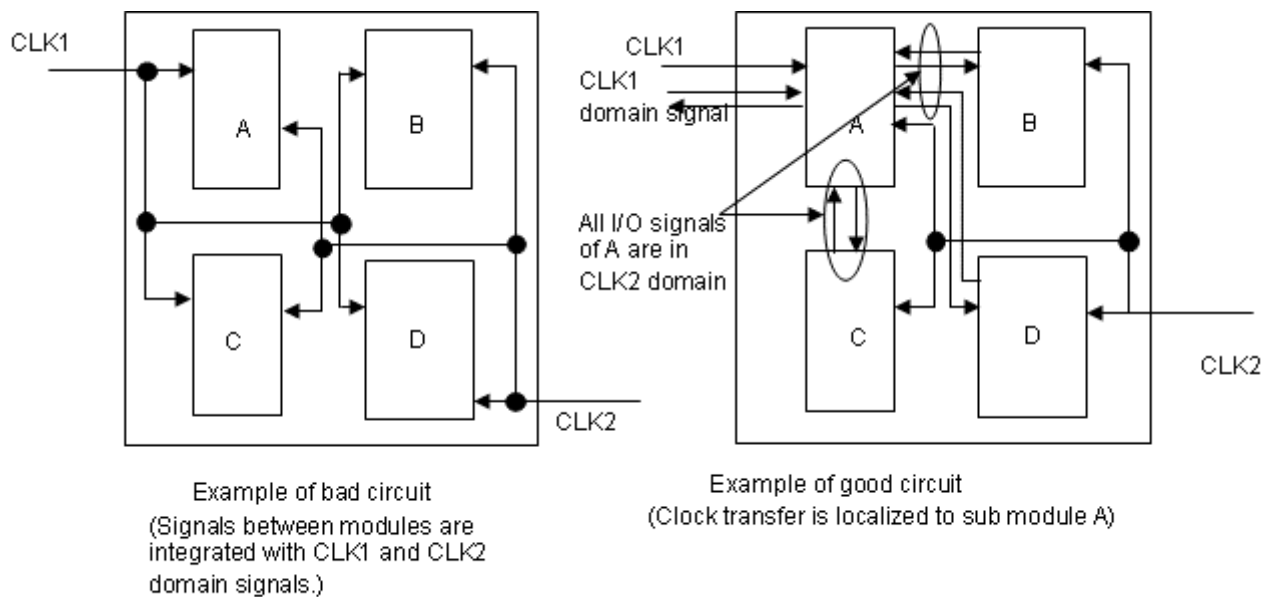 CLK1
A
B
C
D
CLK2
Example of bad circuit
(Signals between modules are
integrated with CLK1 and CLK2
domain signals.)
CLK1
CLK1
domain signal
A
B
All I/O signals
of A are in
CLK2 domain
C
D
CLK2
Example of good circuit
(Clock transfer is localized to sub module A)